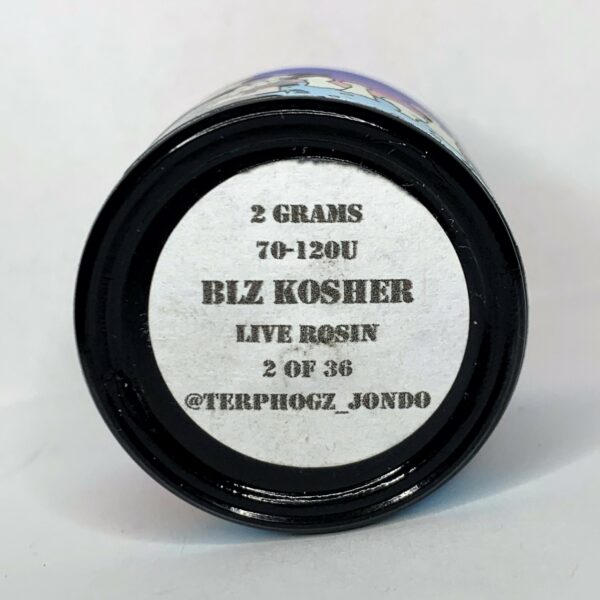 2 GRAMS
70-120U
BLZ KOSHER
LIVE ROSIN
2 OF 36
@TERPHOGZ_JONDO